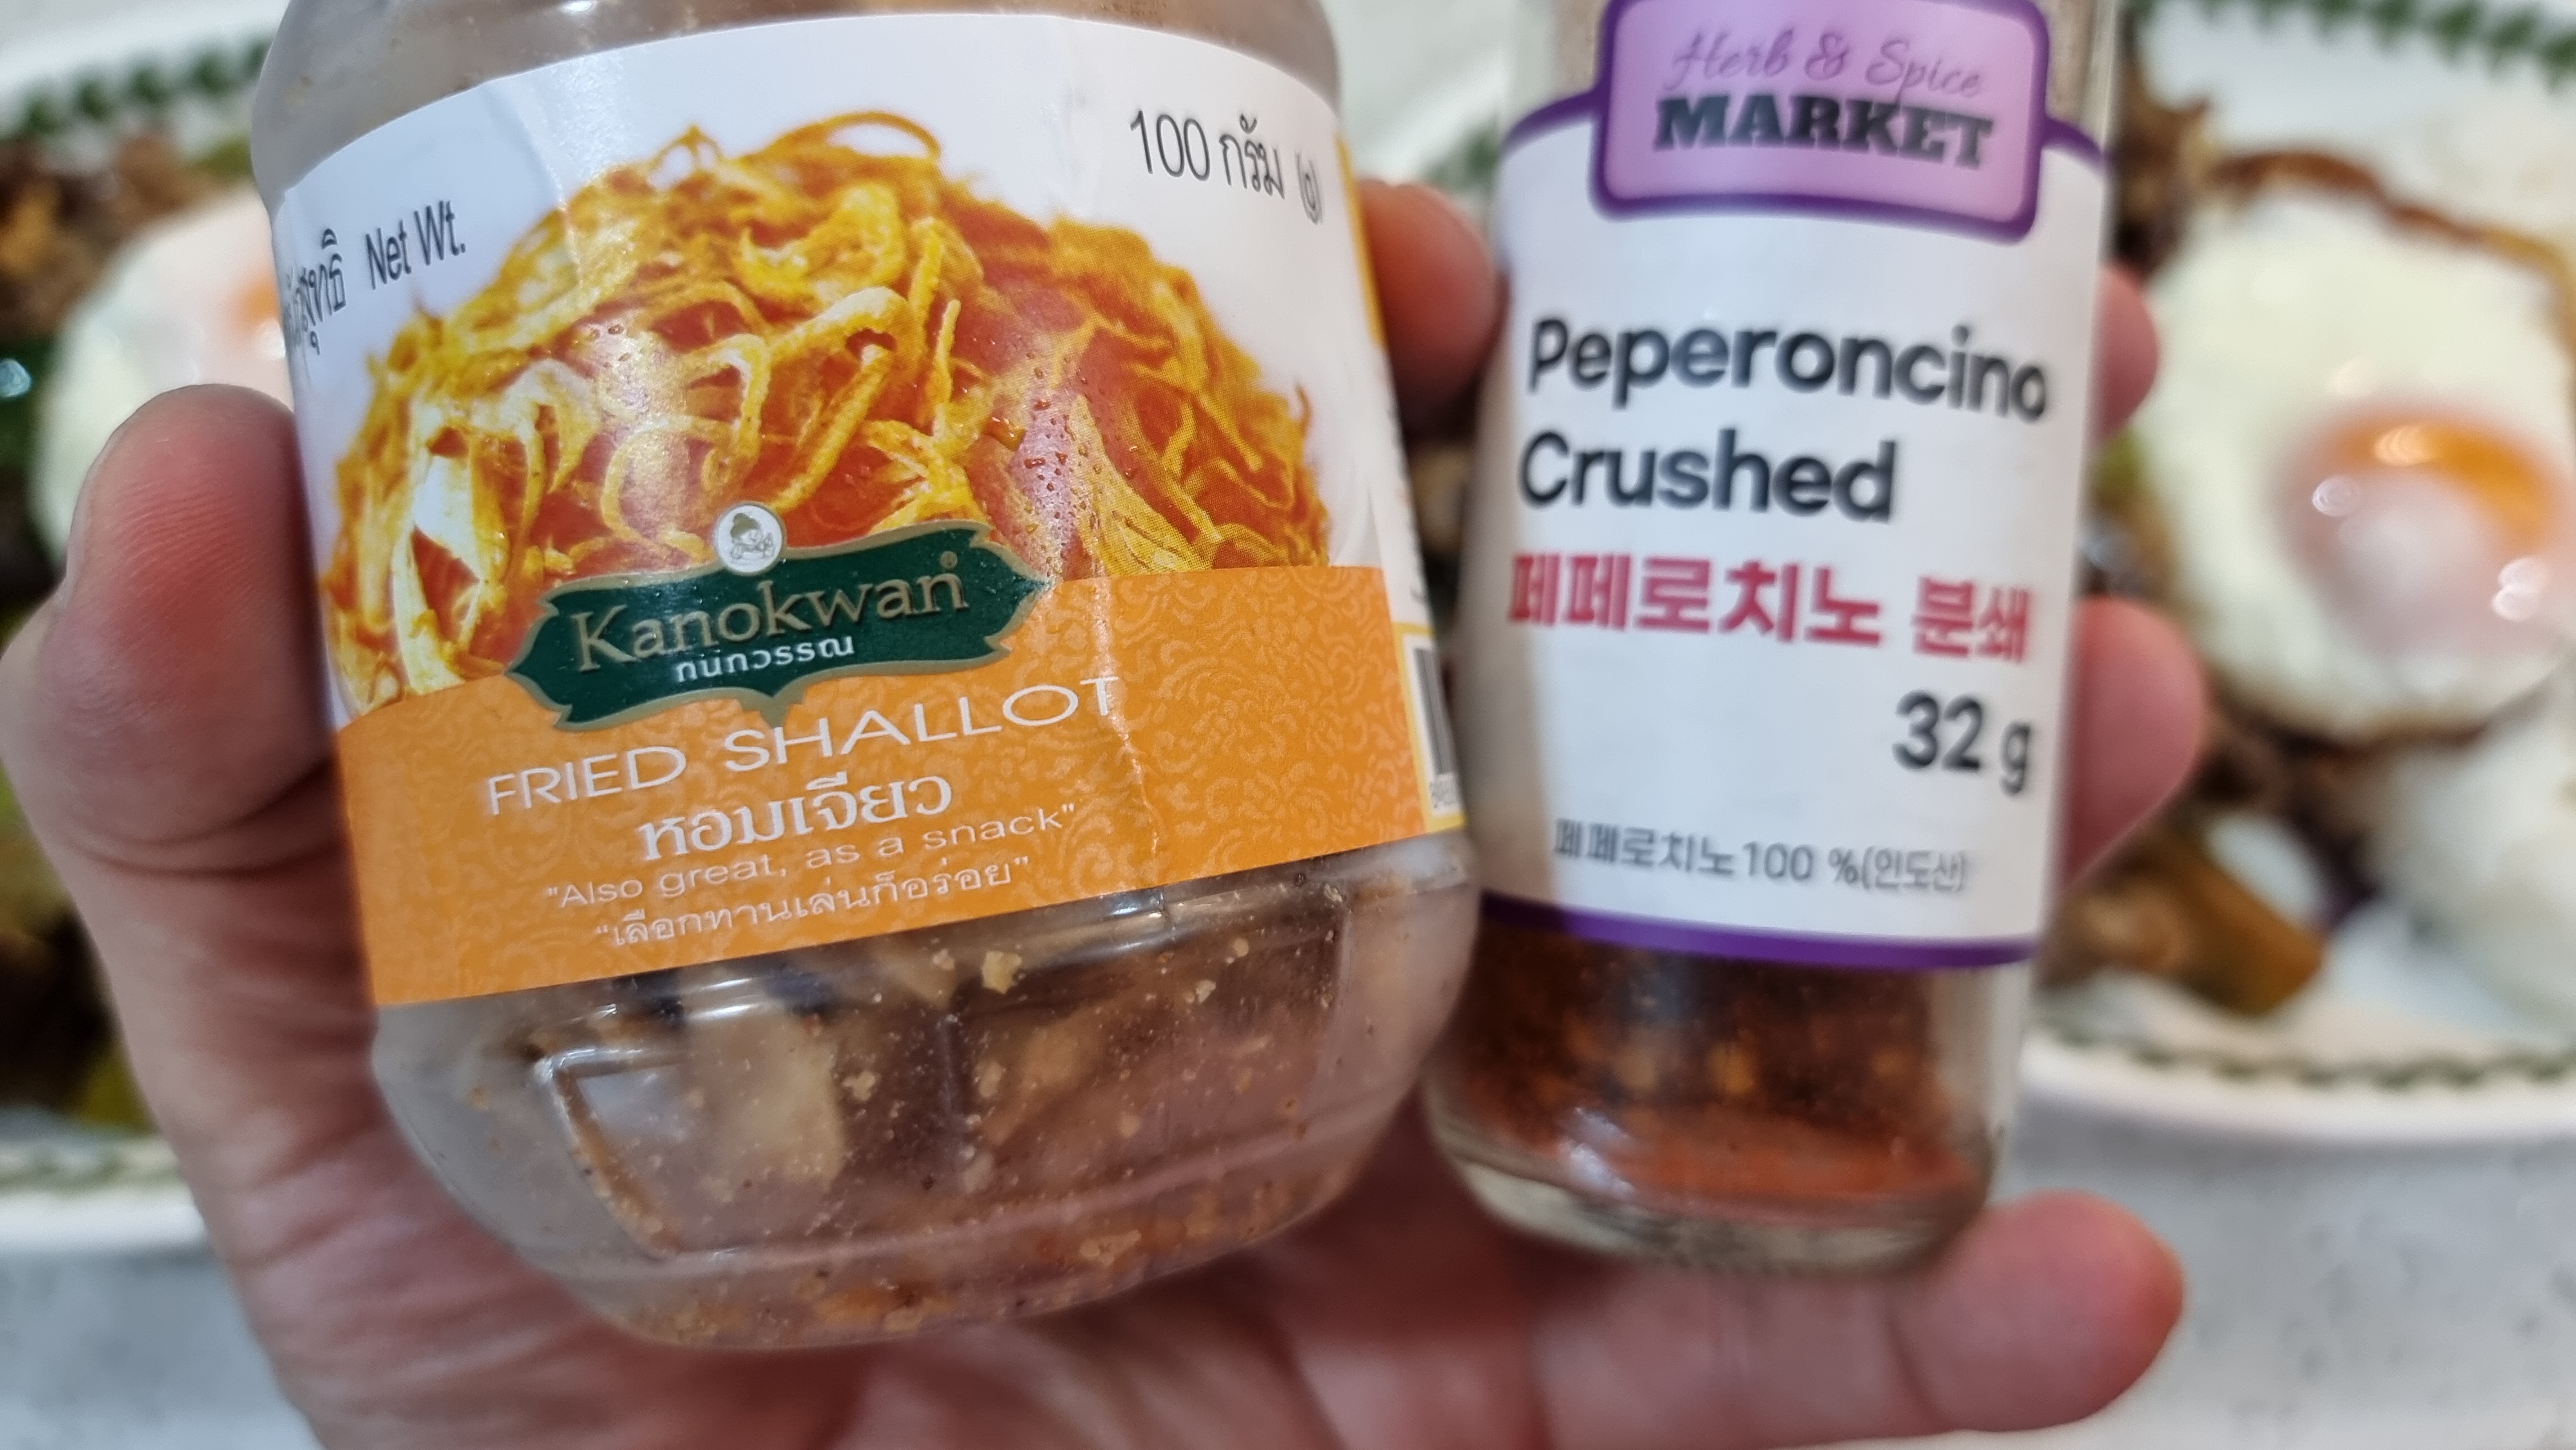 Net Wt.
100 กรัม (g)
Kanokwan®
กนกวรรณ
FRIED SHALLOT
หอมเจียว
"Also great, as a snack"
“เลือกทานเล่นก็อร่อย”
Herb & Spice
MARKET
Peperoncino
Crushed
페페로치노 분쇄
32 g
페페로치노 100 %(인도산)